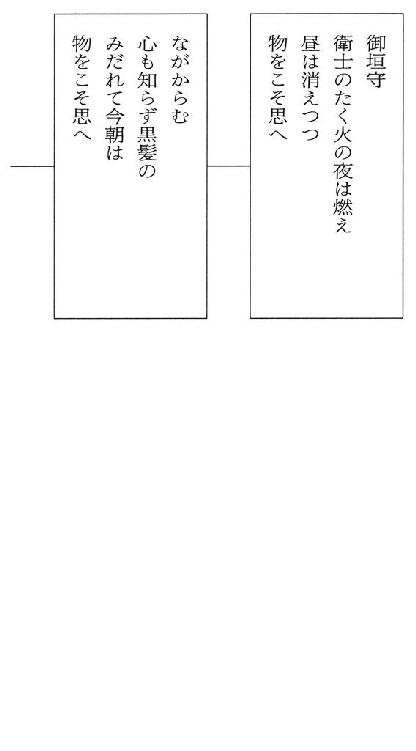 御垣守
衛士のたく火の夜は燃え
昼は消えつつ
物をこそ思へ
ながからむ
心も知らず黒髪の
みだれて今朝は
物をこそ思へ